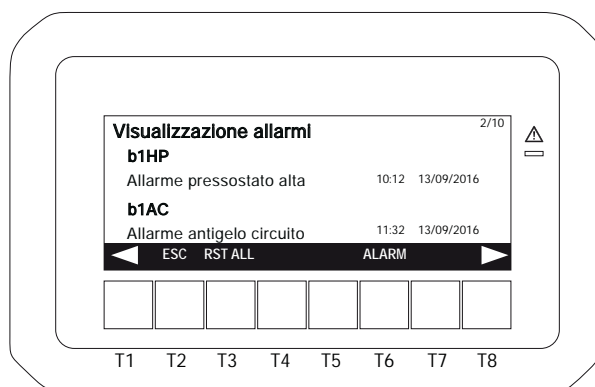 Visualizzazione allarmi 2/10
b1HP
Allarme pressostato alta 10:12 13/09/2016
b1AC
Allarme antigelo circuito 11:32 13/09/2016
ESC RST ALL ALARM
T1 T2 T3 T4 T5 T6 T7 T8